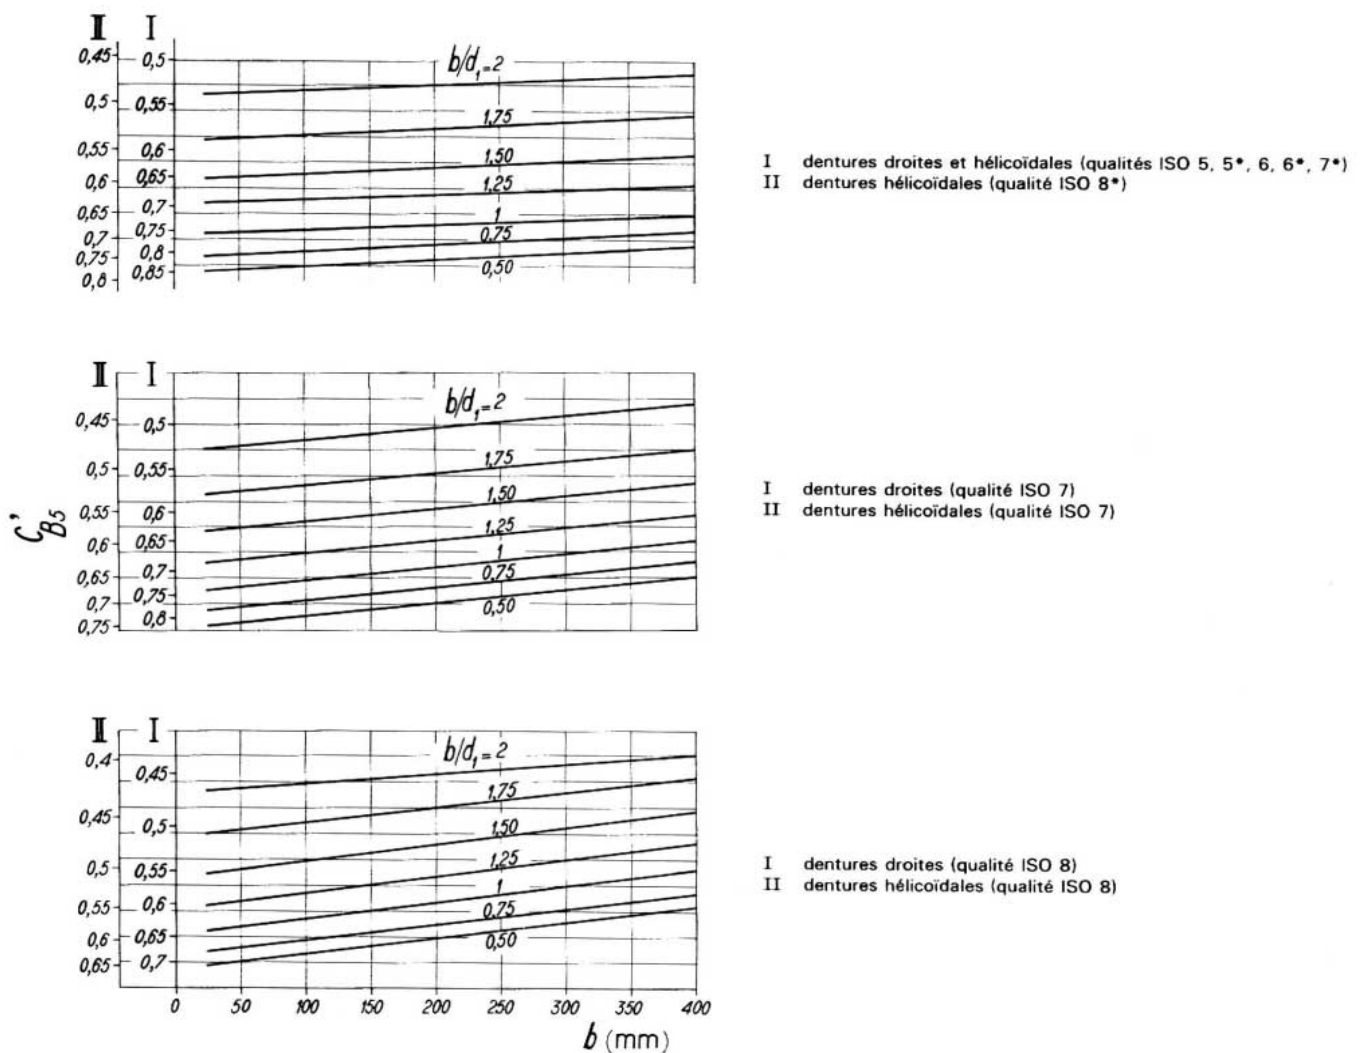 II I
0,45 0,5 b/d₁=2
0,5 0,55 1,75
0,55 0,6 1,50
0,6 0,65 1,25
0,65 0,7 1
0,7 0,75 0,75
0,75 0,8 0,50
0,8 0,85
I dentures droites et hélicoïdales (qualités ISO 5, 5*, 6, 6*, 7*)
II dentures hélicoïdales (qualité ISO 8*)
II I
C'B5
0,45 0,5 b/d₁=2
0,5 0,55 1,75
0,55 0,6 1,50
0,6 0,65 1,25
0,65 0,7 1
0,7 0,75 0,75
0,75 0,8 0,50
I dentures droites (qualité ISO 7)
II dentures hélicoïdales (qualité ISO 7)
II I
0,4 0,45 b/d₁=2
0,45 0,5 1,75
0,5 0,55 1,50
0,55 0,6 1,25
0,6 0,65 1
0,65 0,7 0,75
0,50
I dentures droites (qualité ISO 8)
II dentures hélicoïdales (qualité ISO 8)
0 50 100 150 200 250 300 350 400
b (mm)